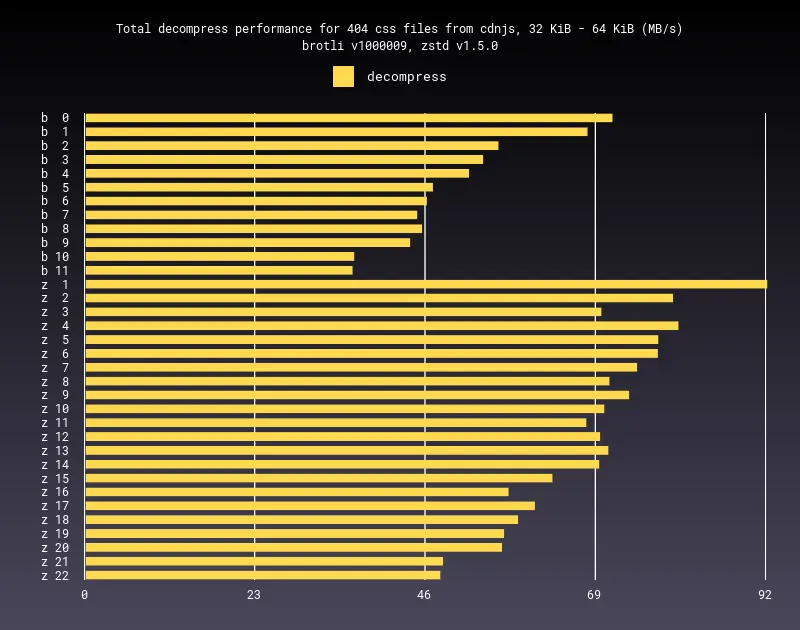 Total decompress performance for 404 css files from cdnjs, 32 KiB - 64 KiB (MB/s)
brotli v1000009, zstd v1.5.0
decompress
b 0
b 1
b 2
b 3
b 4
b 5
b 6
b 7
b 8
b 9
b 10
b 11
z 1
z 2
z 3
z 4
z 5
z 6
z 7
z 8
z 9
z 10
z 11
z 12
z 13
z 14
z 15
z 16
z 17
z 18
z 19
z 20
z 21
z 22
0 23 46 69 92